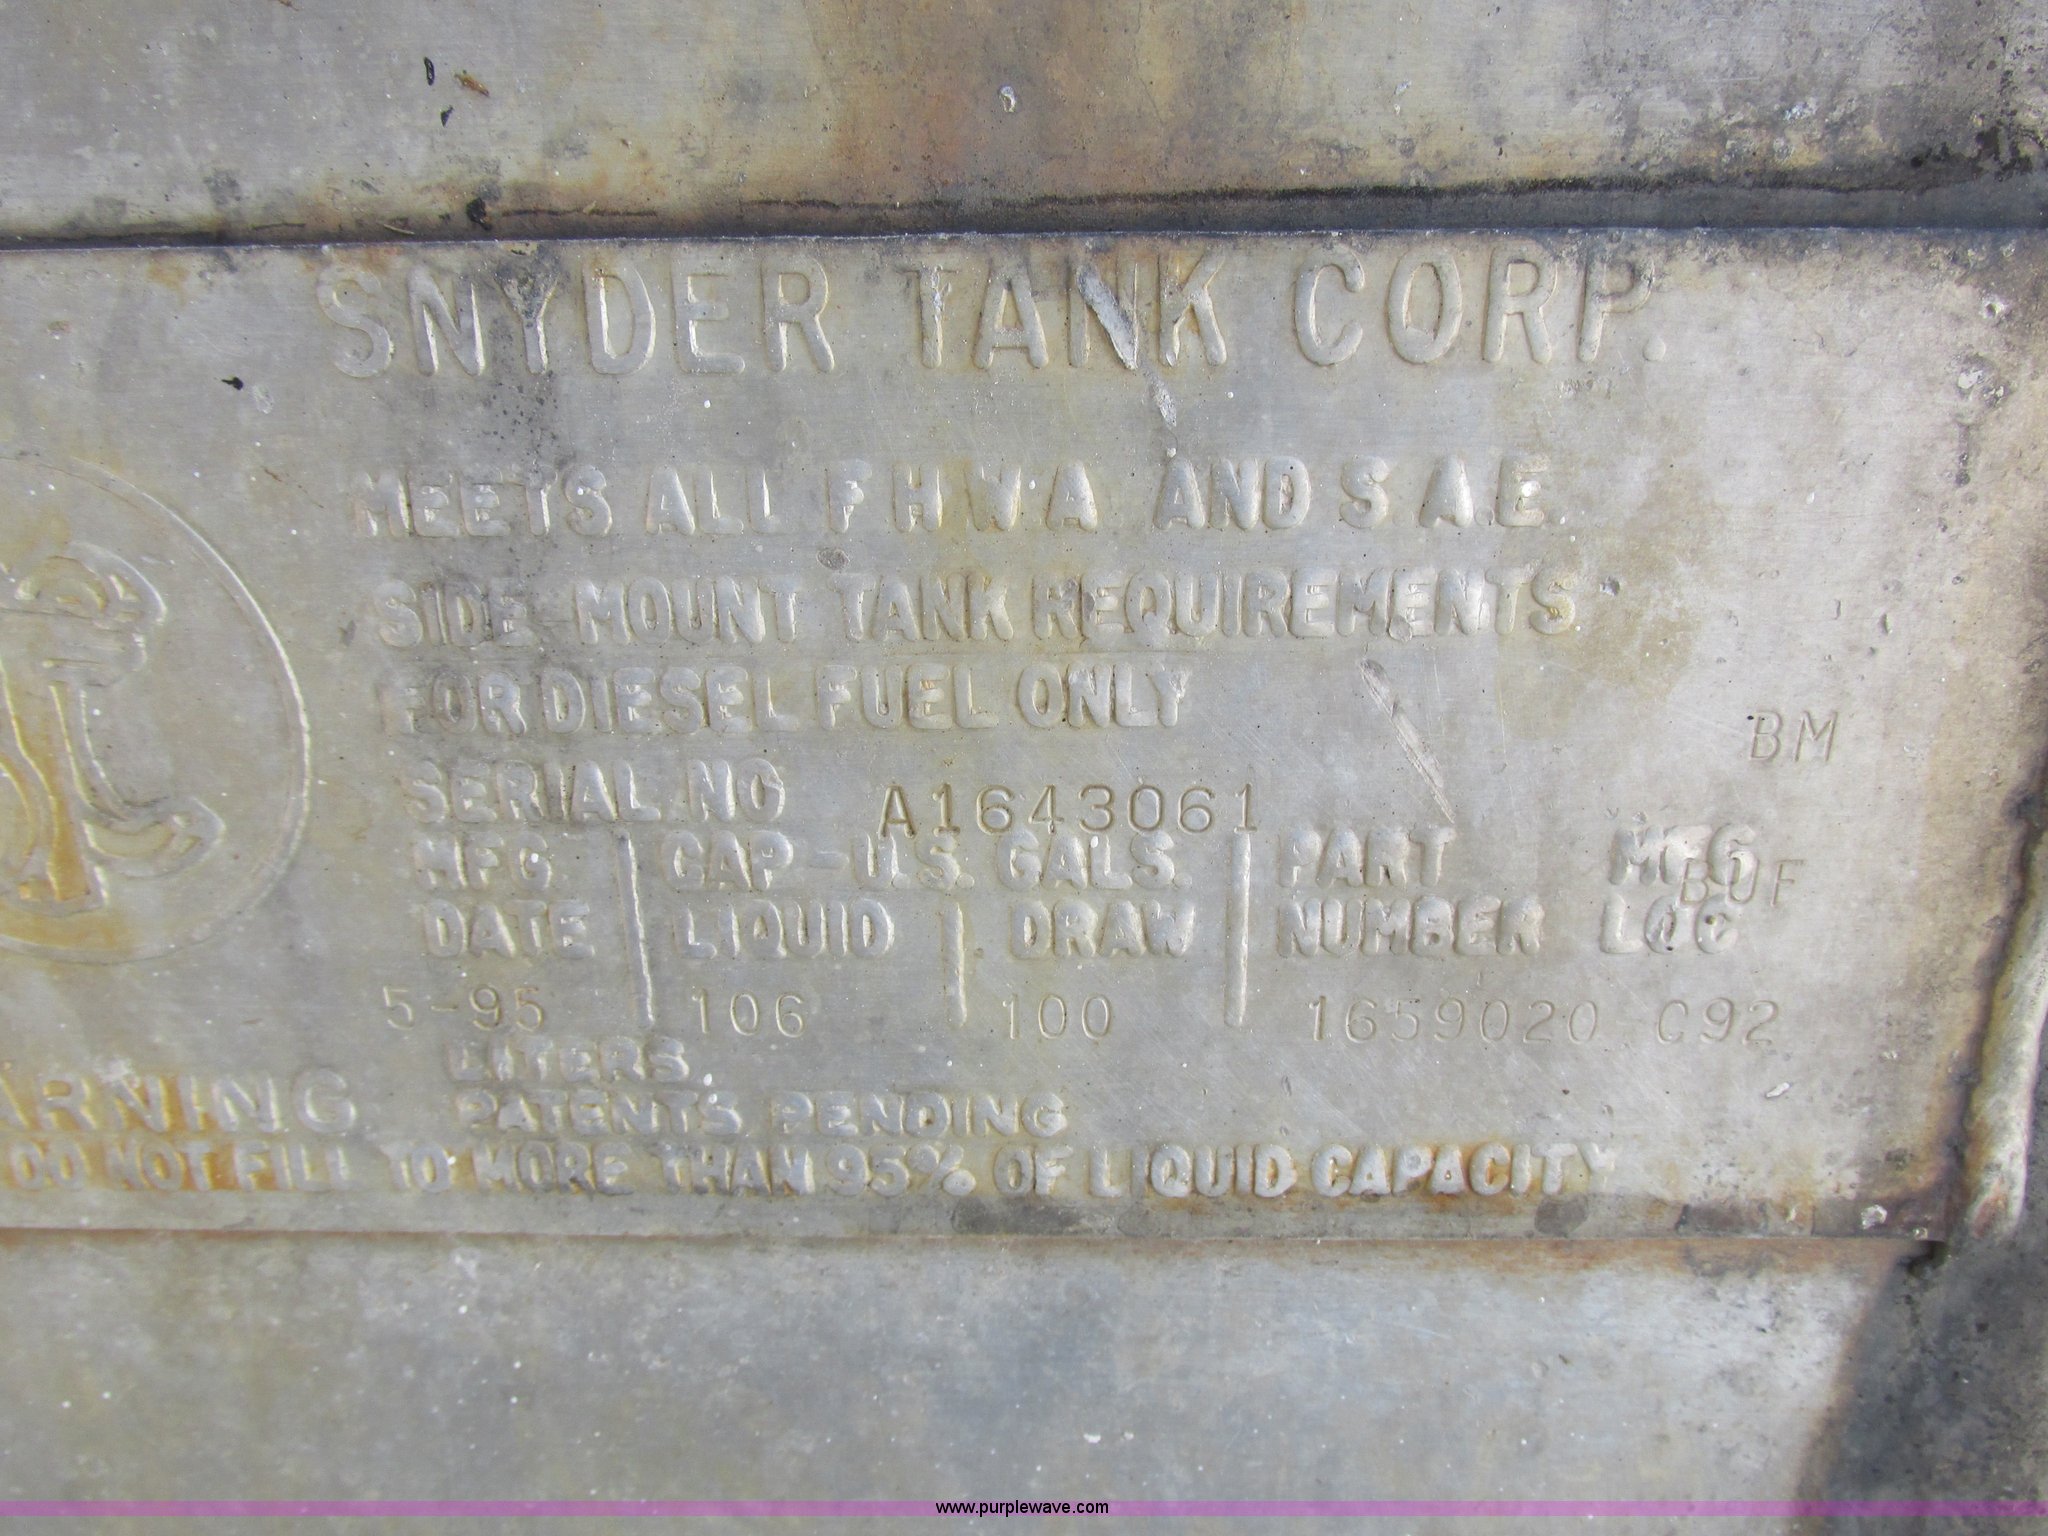 SNYDER TANK CORP.
MEETS ALL F H W A AND S.A.E.
SIDE-MOUNT TANK REQUIREMENTS
FOR DIESEL FUEL ONLY
BM
SERIAL NO A1643061
MFG. CAP.-U.S. GALS. PART MFG
BUF
DATE LIQUID DRAW NUMBER LOC
5-95 106 100 1659020 C92
LITERS
PATENTS PENDING
ARNING
DO NOT FILL TO MORE THAN 95% OF LIQUID CAPACITY
www.purplewave.com